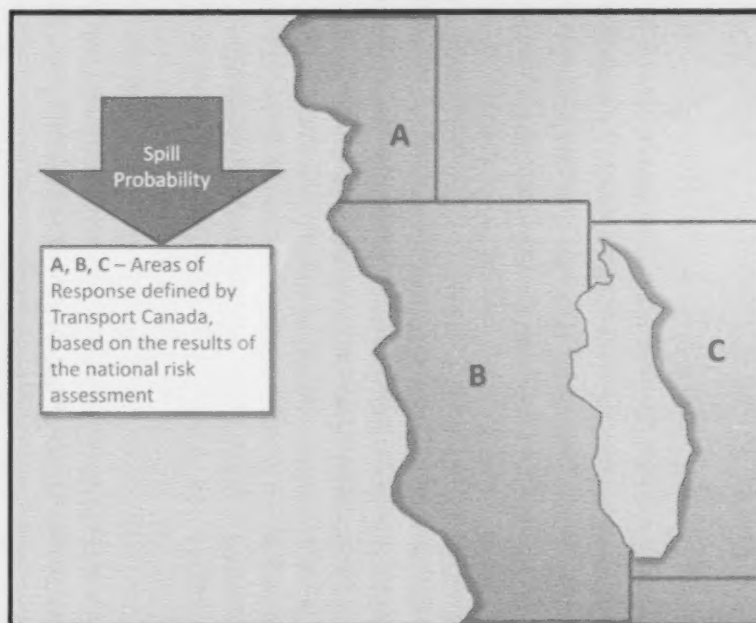 Spill
Probability
A, B, C – Areas of
Response defined by
Transport Canada,
based on the results of
the national risk
assessment
A
B
C